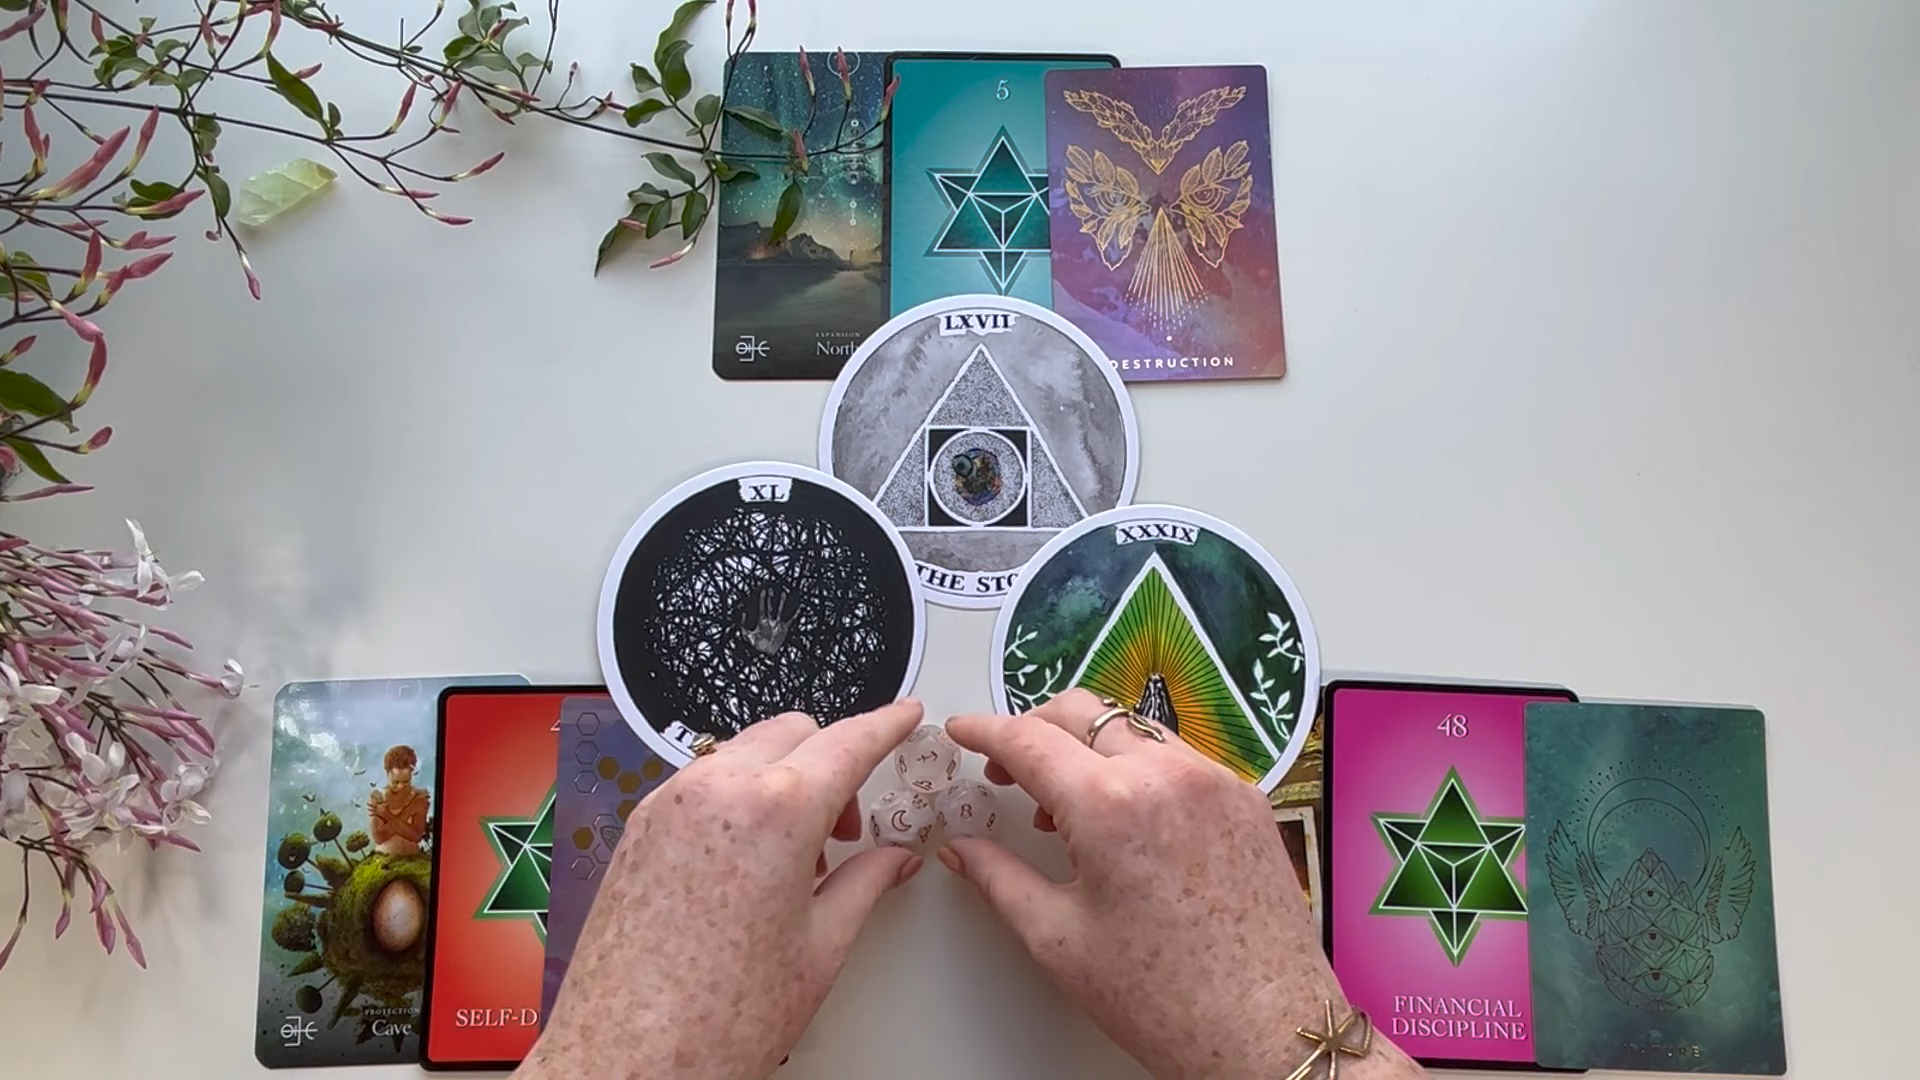 5
EXPANSION
North
DESTRUCTION
LXVII
THE STO
XL
XXXIX
PROTECTION
Cave
SELF-D
48
FINANCIAL
DISCIPLINE